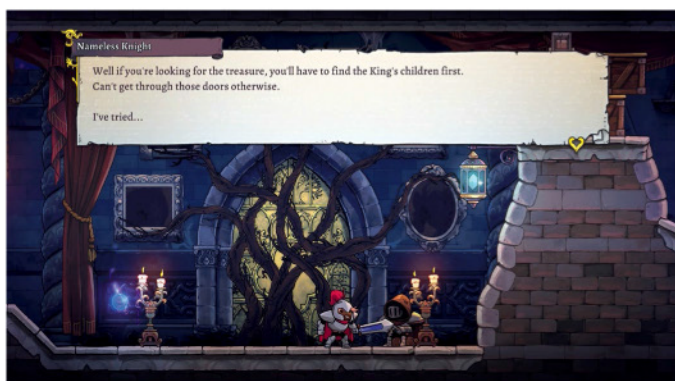 Nameless Knight
Well if you're looking for the treasure, you'll have to find the King's children first.
Can't get through those doors otherwise.
I've tried...